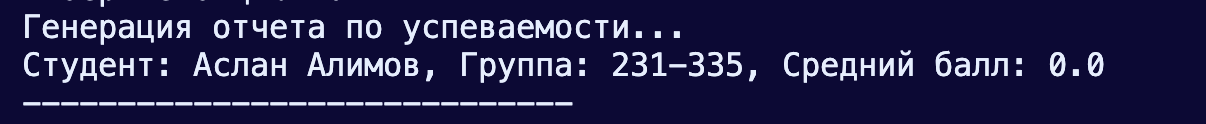 Генерация отчета по успеваемости...
Студент: Аслан Алимов, Группа: 231-335, Средний балл: 0.0
------------------------------